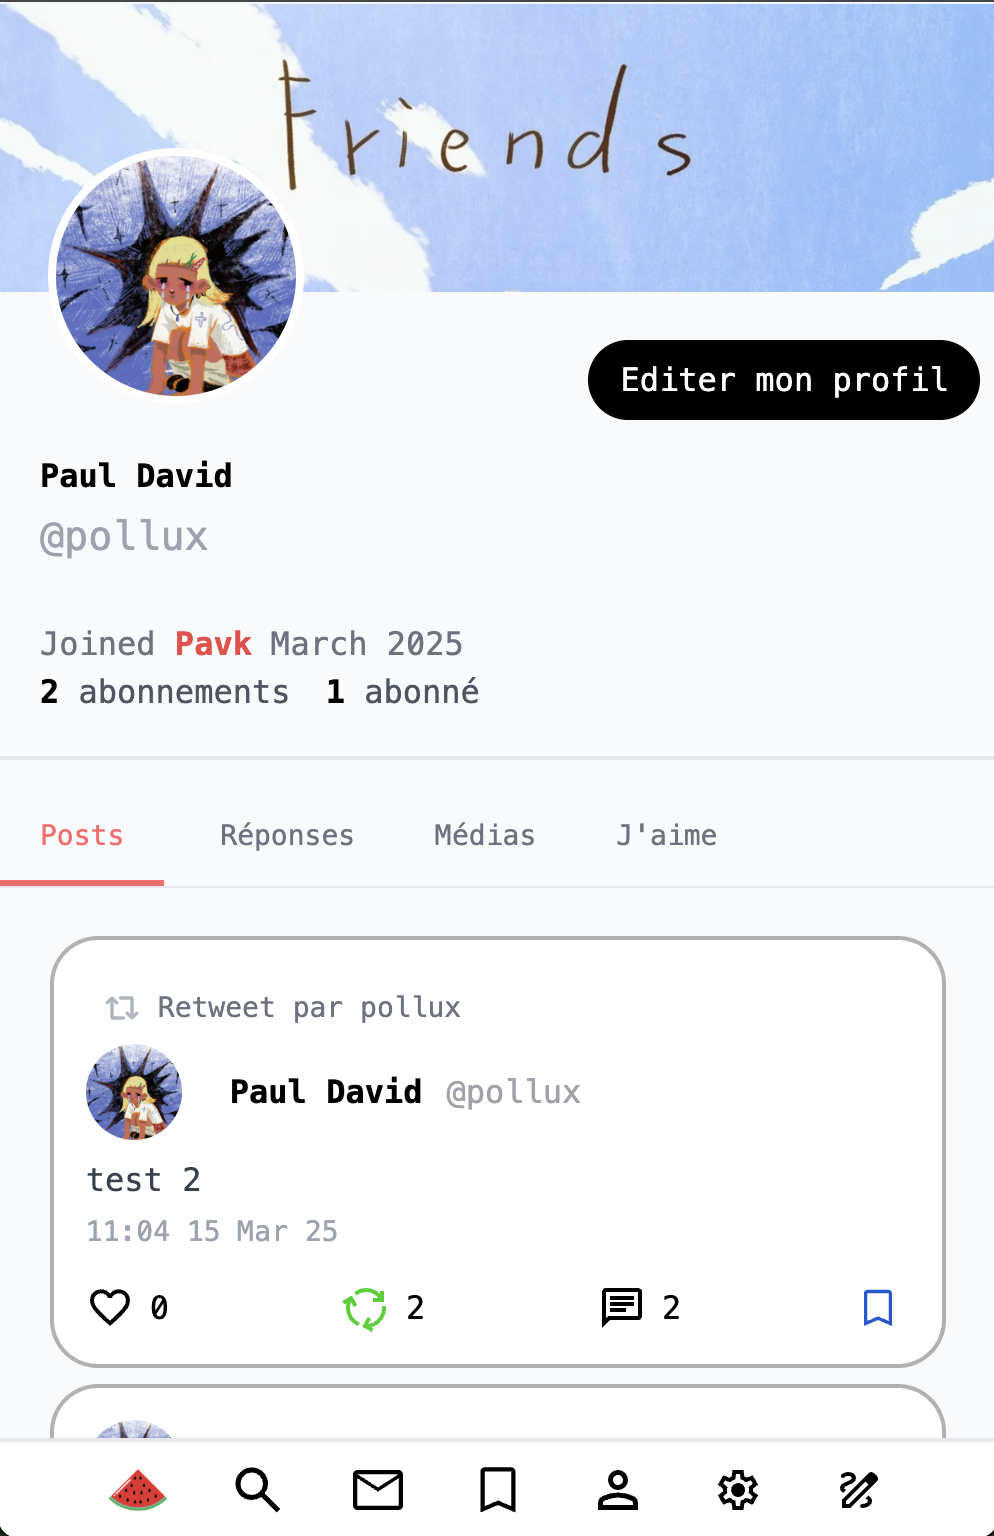 Friends
Editer mon profil
Paul David
@pollux
Joined Pavk March 2025
2 abonnements 1 abonné
Posts Réponses Médias J'aime
Retweet par pollux
Paul David @pollux
test 2
11:04 15 Mar 25
0 2 2